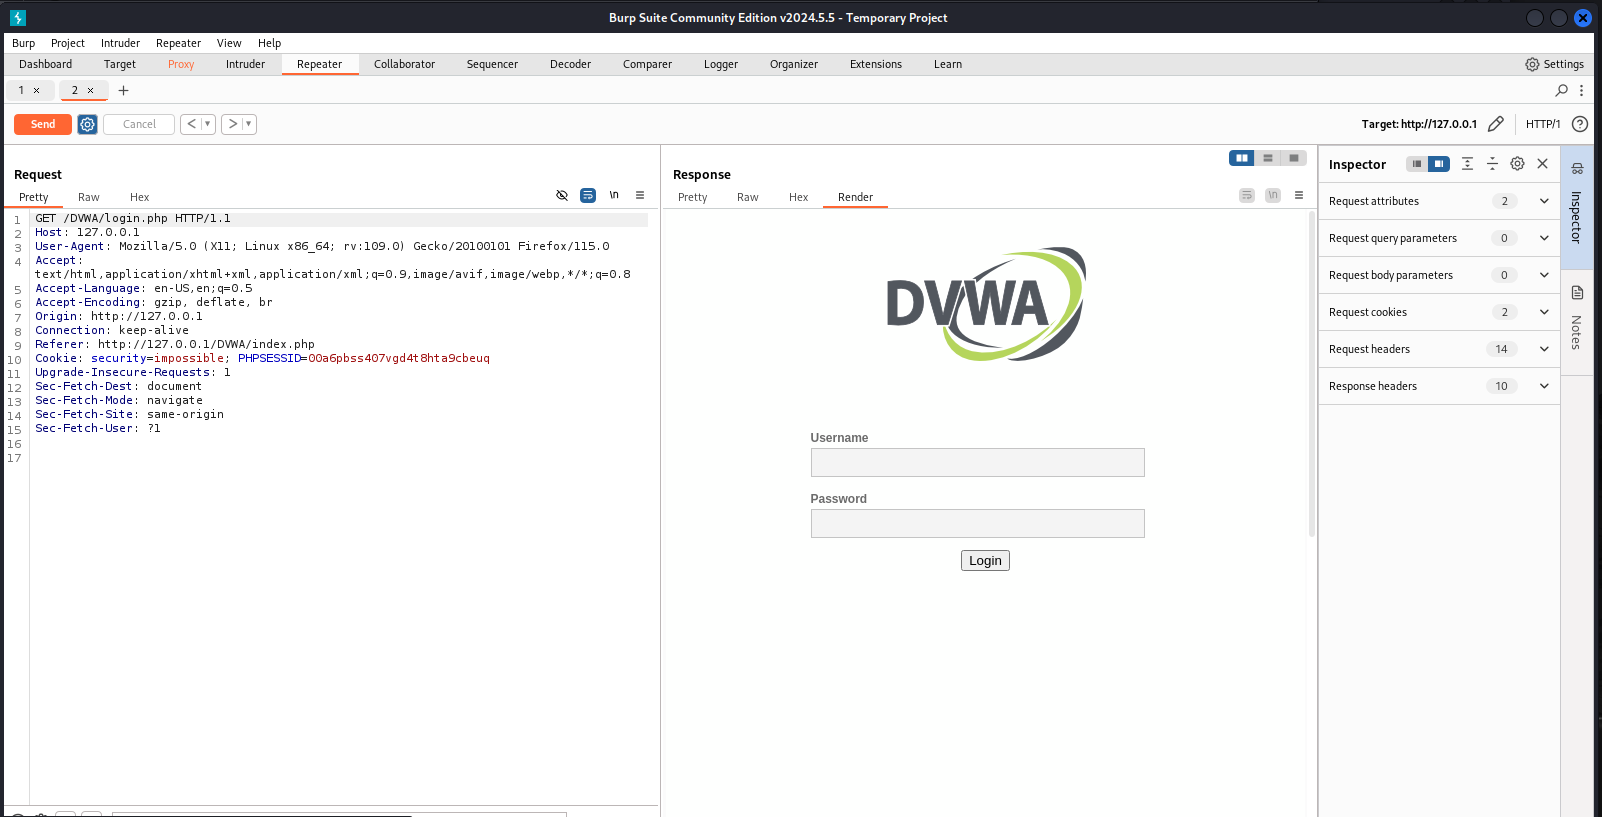 Burp Suite Community Edition v2024.5.5 - Temporary Project
Burp Project Intruder Repeater View Help
Dashboard Target Proxy Intruder Repeater Collaborator Sequencer Decoder Comparer Logger Organizer Extensions Learn Settings
1 × 2 × +
Send Cancel < > Target: http://127.0.0.1 HTTP/1 ?
Request
Pretty Raw Hex \n
1 GET /DVWA/login.php HTTP/1.1
2 Host: 127.0.0.1
3 User-Agent: Mozilla/5.0 (X11; Linux x86_64; rv:109.0) Gecko/20100101 Firefox/115.0
4 Accept:
text/html,application/xhtml+xml,application/xml;q=0.9,image/avif,image/webp,*/*;q=0.8
5 Accept-Language: en-US,en;q=0.5
6 Accept-Encoding: gzip, deflate, br
7 Origin: http://127.0.0.1
8 Connection: keep-alive
9 Referer: http://127.0.0.1/DVWA/index.php
10 Cookie: security=impossible; PHPSESSID=00a6pbss407vgd4t8hta9cbeuq
11 Upgrade-Insecure-Requests: 1
12 Sec-Fetch-Dest: document
13 Sec-Fetch-Mode: navigate
14 Sec-Fetch-Site: same-origin
15 Sec-Fetch-User: ?1
16
17
Response
Pretty Raw Hex Render \n
DVWA
Username
Password
Login
Inspector
Request attributes 2
Request query parameters 0
Request body parameters 0
Request cookies 2
Request headers 14
Response headers 10
Inspector
Notes